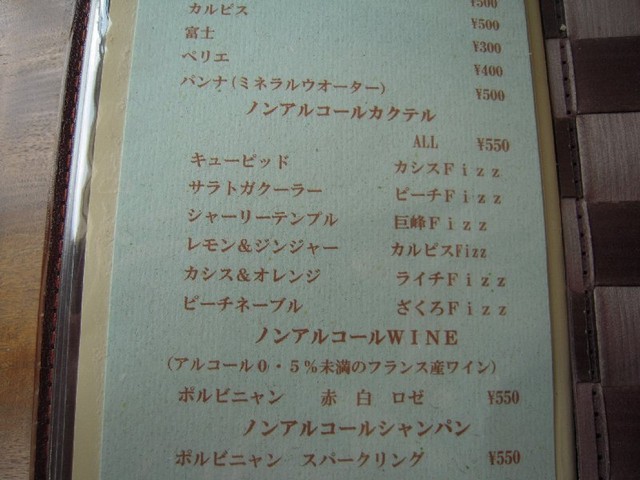 ¥500
カルピス ¥500
富士 ¥300
ペリエ ¥400
パンナ(ミネラルウオーター) ¥500
ノンアルコールカクテル
ALL ¥550
キューピッド カシスFizz
サラトガクーラー ピーチFizz
シャーリーテンプル 巨峰Fizz
レモン&ジンジャー カルピスFizz
カシス&オレンジ ライチFizz
ピーチネーブル ざくろFizz
ノンアルコールWINE
(アルコール0・5%未満のフランス産ワイン)
ポルビニャン 赤 白 ロゼ ¥550
ノンアルコールシャンパン
ポルビニャン スパークリング ¥550